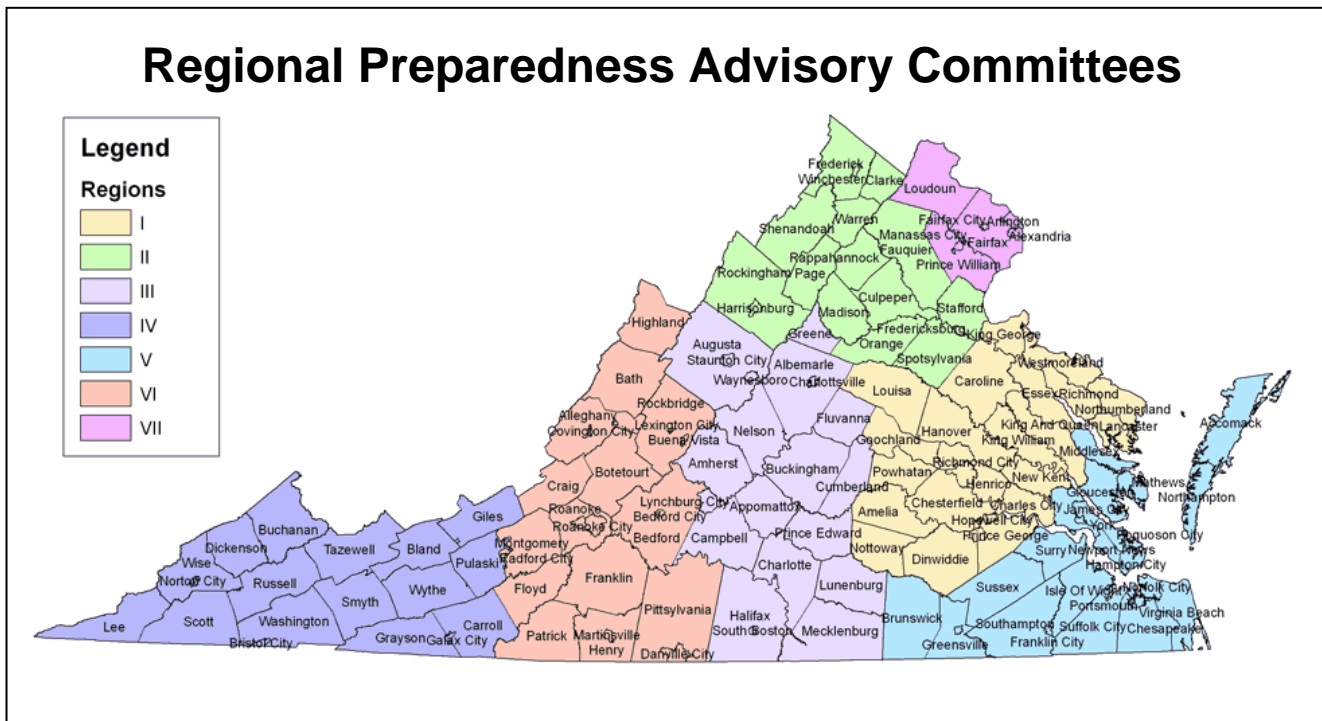 Regional Preparedness Advisory Committees
Legend
Regions
I
II
III
IV
V
VI
VII
Frederick
Winchester
Clarke
Loudoun
Warren
Fairfax City
Arlington
Shenandoah
Manassas City
Alexandria
Fauquier
Fairfax
Rappahannock
Page
Prince William
Rockingham
Culpeper
Harrisonburg
Madison
Stafford
Highland
Greene
Fredericksburg
King George
Orange
Augusta
Staunton City
Spotsylvania
Westmoreland
Albemarle
Bath
Waynesboro
Charlottsville
Louisa
Caroline
Essex
Richmond
Rockbridge
Northumberland
Alleghany
Lexington City
Fluvanna
Covington City
Buena Vista
Nelson
Goochland
Hanover
King And Queen
Lancaster
Accomack
King William
Middlesex
Botetourt
Amherst
Buckingham
Powhatan
Richmond City
Craig
Cumberland
Henrico
New Kent
Mathews
Gloucester
Northampton
Lynchburg City
Appomattox
Chesterfield
Charles City
James City
Roanoke
Bedford City
Amelia
Roanoke City
Hopewell City
York
Giles
Buchanan
Bedford
Campbell
Prince Edward
Prince George
Poquoson City
Montgomery
Nottoway
Surry
Newport News
Dickenson
Tazewell
Bland
Radford City
Dinwiddie
Hampton City
Wise
Pulaski
Charlotte
Norton City
Russell
Franklin
Lunenburg
Sussex
Isle Of Wight
Norfolk City
Wythe
Floyd
Smyth
Pittsylvania
Portsmouth
Virginia Beach
Lee
Scott
Washington
Halifax
Brunswick
Southampton
Suffolk City
Chesapeake
Carroll
Patrick
Martinsville
South Boston
Mecklenburg
Bristol City
Grayson
Galax City
Henry
Greensville
Franklin City
Danville City